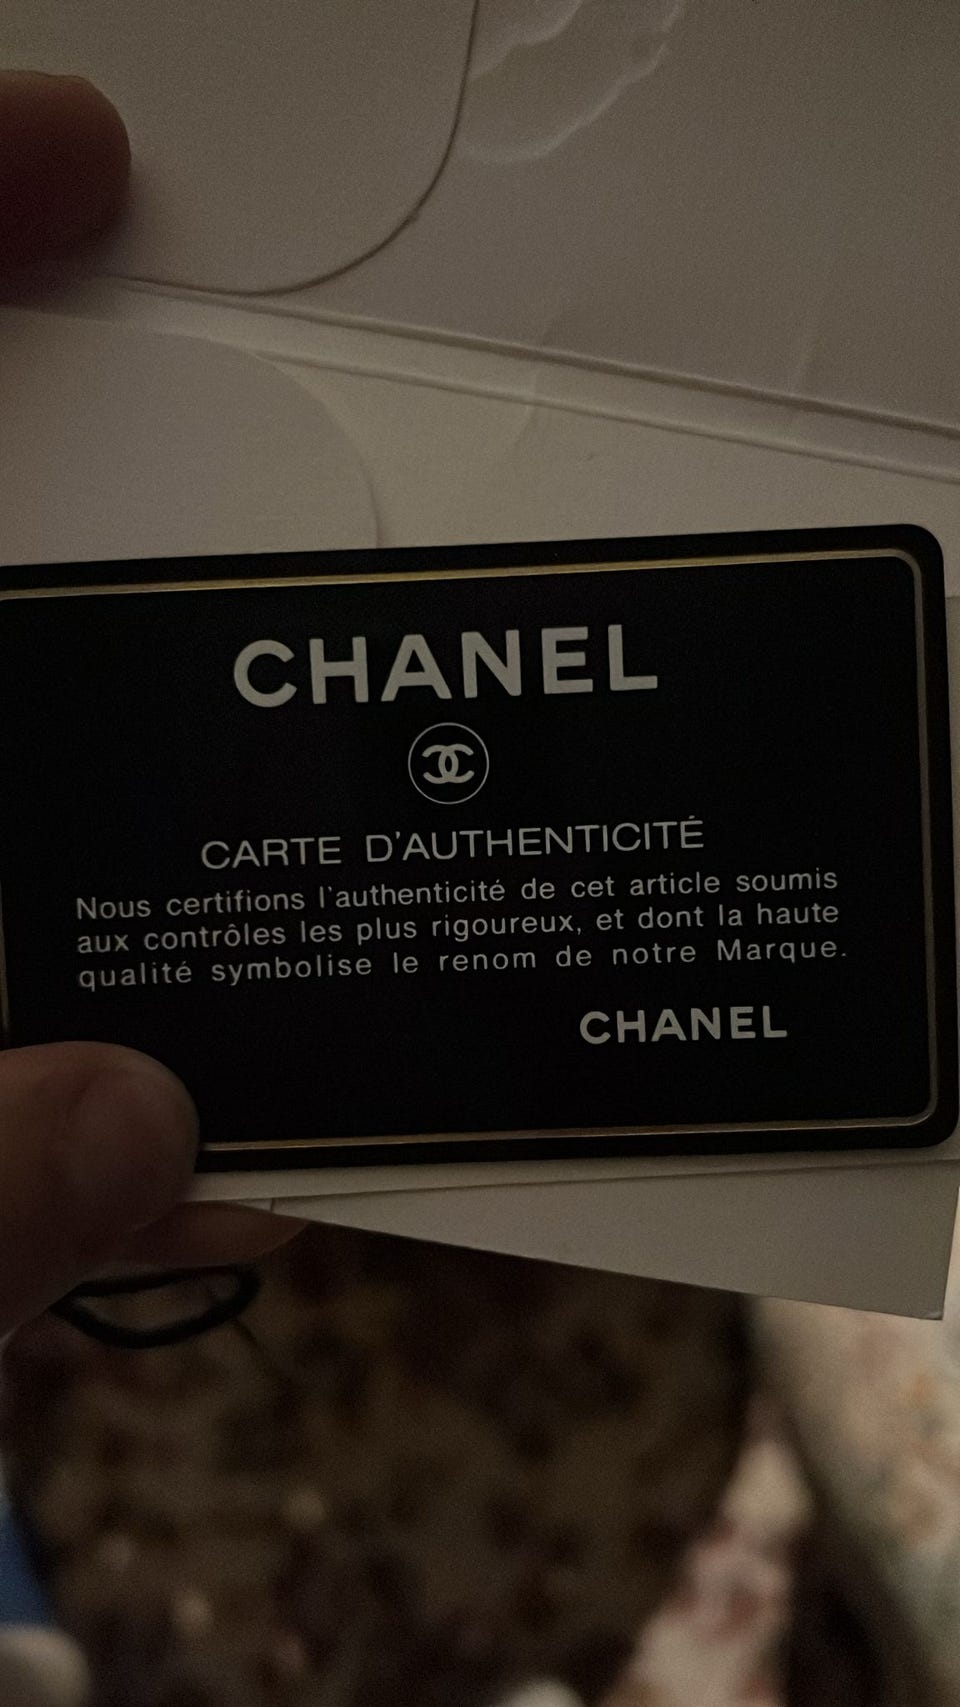 CHANEL
CARTE D'AUTHENTICITÉ
Nous certifions l'authenticité de cet article soumis
aux contrôles les plus rigoureux, et dont la haute
qualité symbolise le renom de notre Marque.
CHANEL